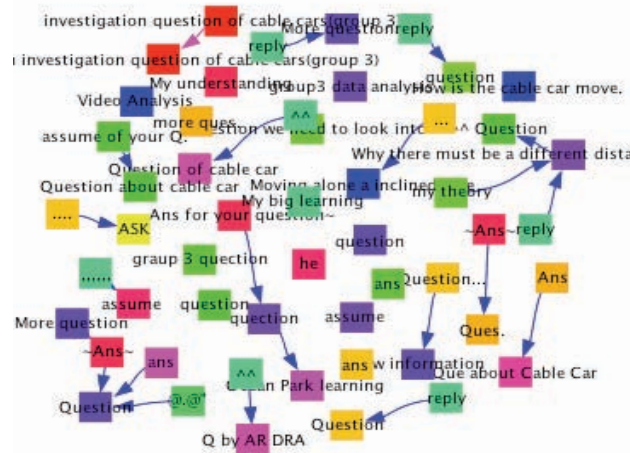 investigation question of cable cars(group 3)
More question
reply
reply
investigation question of cable cars(group 3)
My understanding
group3 data analysis
question
How is the cable car move.
Video Analysis
more ques
^^
...
assume of your Q.
question we need to look into ^^
Question
Question of cable car
Why there must be a different dista
Question about cable car
Moving alone a incline
my theory
My big learning
....
ASK
Ans for your question~
~Ans~
reply
question
group 3 quection
he
......
ans
Question...
Ans
assume
question
quection
assume
More question
Ques.
~Ans~
ans
ans
w information
Que about Cable Car
^^
an Park learning
Question
@.@"
reply
Question
Q by AR DRA